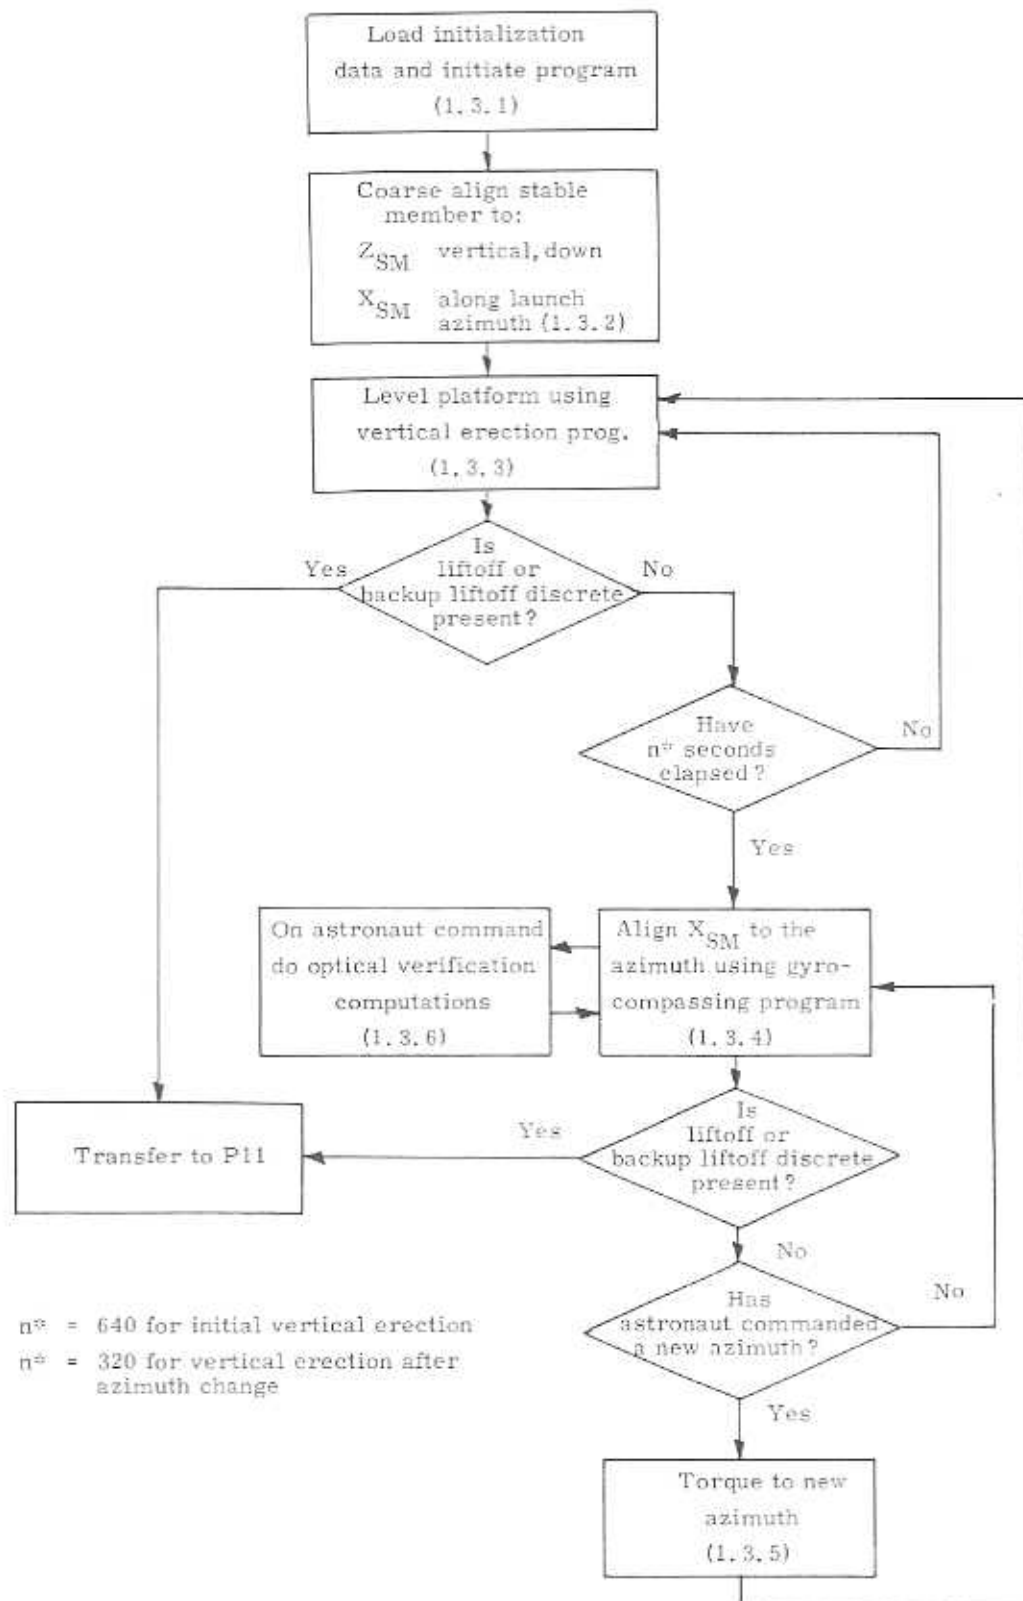 Load initialization
data and initiate program
(1.3.1)
Coarse align stable
member to:
Z_SM vertical, down
X_SM along launch
azimuth (1.3.2)
Level platform using
vertical erection prog.
(1.3.3)
Is
liftoff or
backup liftoff discrete
present?
Yes
No
Have
n* seconds
elapsed?
No
Yes
On astronaut command
do optical verification
computations
(1.3.6)
Align X_SM to the
azimuth using gyro-
compassing program
(1.3.4)
Transfer to P11
Yes
Is
liftoff or
backup liftoff discrete
present?
No
Has
astronaut commanded
a new azimuth?
No
Yes
n* = 640 for initial vertical erection
n* = 320 for vertical erection after
azimuth change
Torque to new
azimuth
(1.3.5)